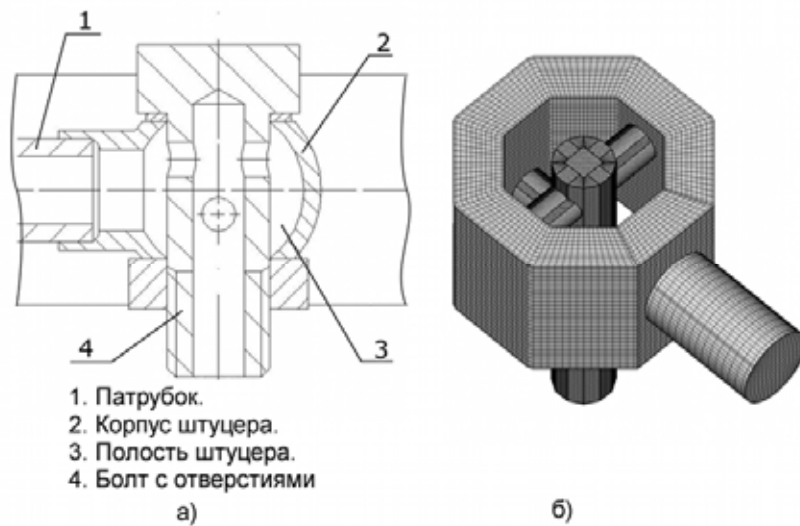 1
2
3
4
1. Патрубок.
2. Корпус штуцера.
3. Полость штуцера.
4. Болт с отверстиями
а)
б)